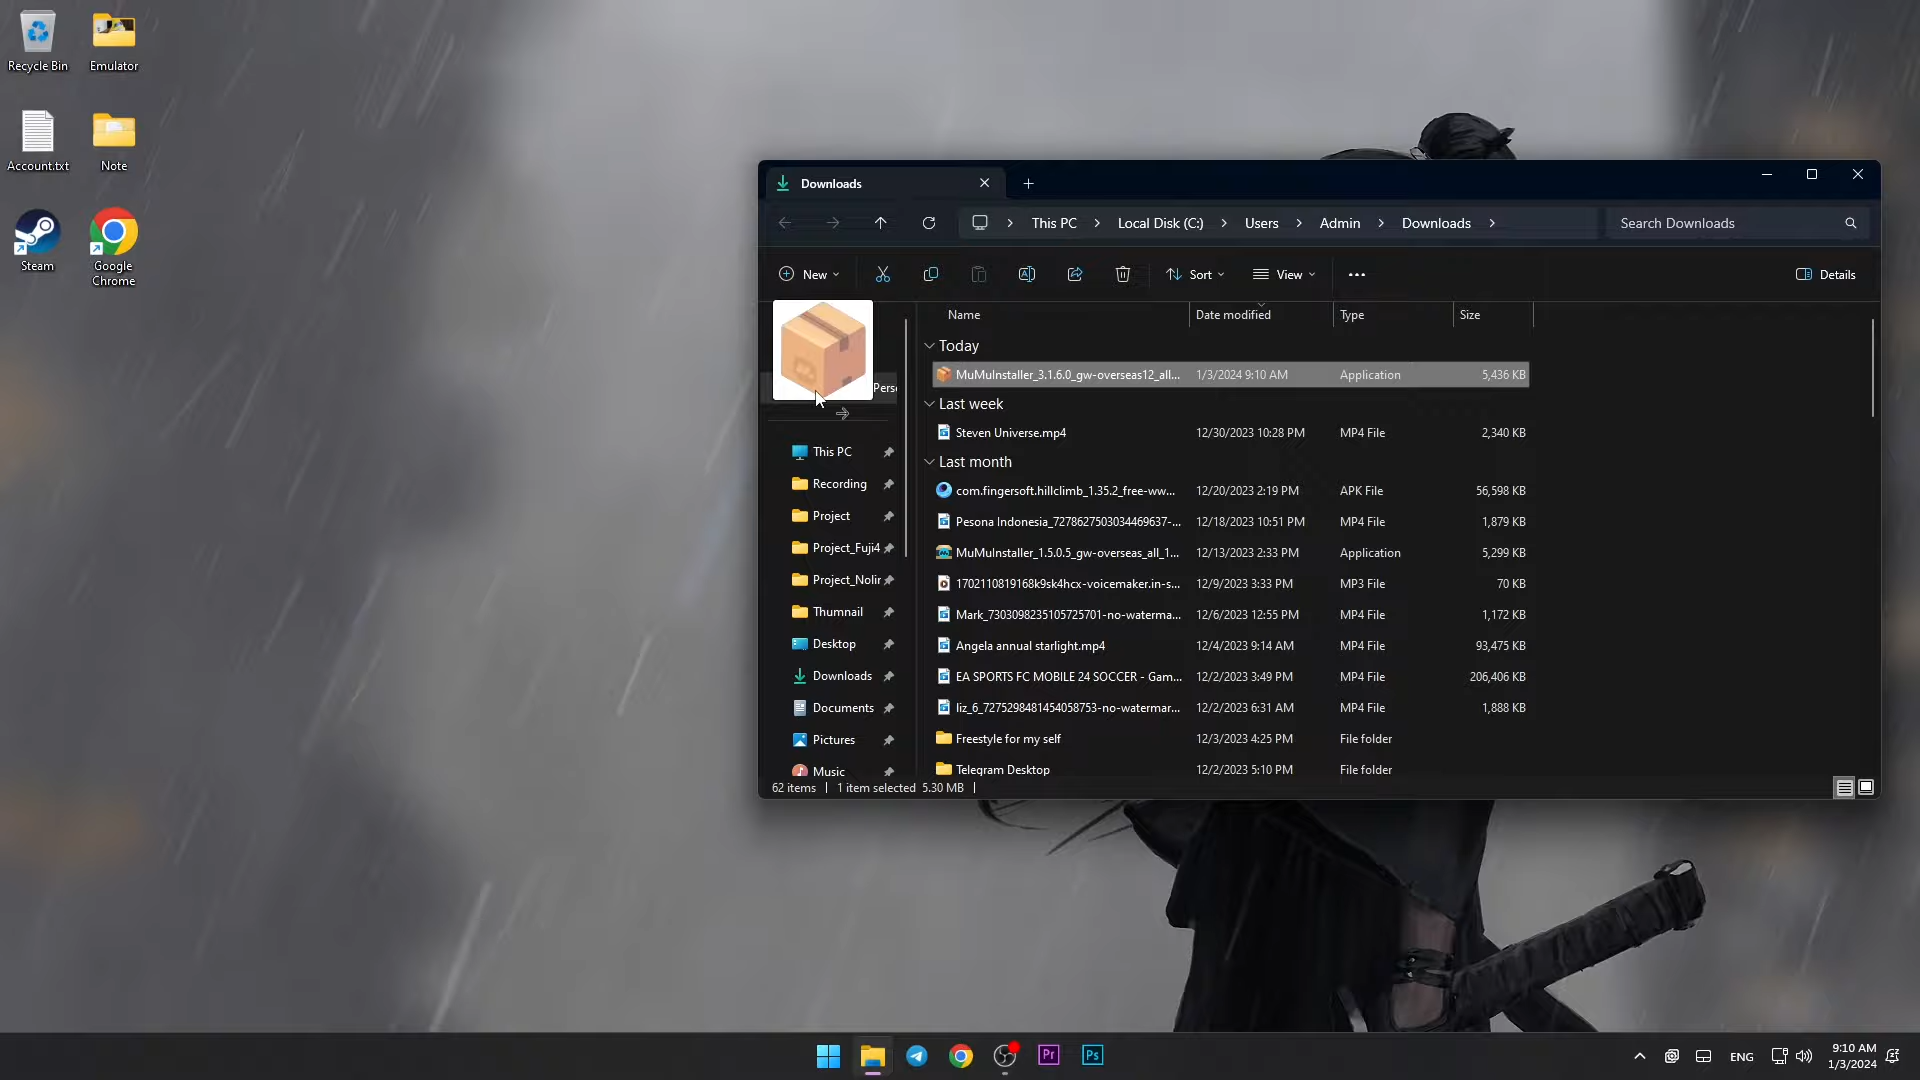 Recycle Bin
Emulator
Account.txt
Note
Steam
Google
Chrome
Downloads
This PC
Local Disk (C:)
Users
Admin
Downloads
Search Downloads
New
Sort
View
Details
Name
Date modified
Type
Size
Pers
This PC
Recording
Project
Project_Fuji4
Project_Nolir
Thumnail
Desktop
Downloads
Documents
Pictures
Music
Today
MuMuInstaller_3.1.6.0_gw-overseas12_all... 1/3/2024 9:10 AM Application 5,436 KB
Last week
Steven Universe.mp4 12/30/2023 10:28 PM MP4 File 2,340 KB
Last month
com.fingersoft.hillclimb_1.35.2_free-ww... 12/20/2023 2:19 PM APK File 56,598 KB
Pesona Indonesia_7278627503034469637-... 12/18/2023 10:51 PM MP4 File 1,879 KB
MuMuInstaller_1.5.0.5_gw-overseas_all_1... 12/13/2023 2:33 PM Application 5,299 KB
1702110819168k9sk4hcx-voicemaker.in-s... 12/9/2023 3:33 PM MP3 File 70 KB
Mark_7303098235105725701-no-waterma... 12/6/2023 12:55 PM MP4 File 1,172 KB
Angela annual starlight.mp4 12/4/2023 9:14 AM MP4 File 93,475 KB
EA SPORTS FC MOBILE 24 SOCCER - Gam... 12/2/2023 3:49 PM MP4 File 206,406 KB
liz_6_7275298481454058753-no-watermar... 12/2/2023 6:31 AM MP4 File 1,888 KB
Freestyle for my self 12/3/2023 4:25 PM File folder
Telegram Desktop 12/2/2023 5:10 PM File folder
62 items 1 item selected 5.30 MB
Pr
Ps
ENG
9:10 AM
1/3/2024